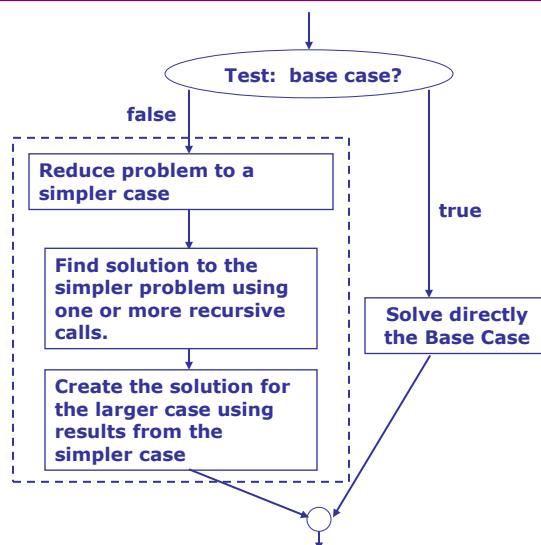 Test: base case?
false
Reduce problem to a
simpler case
true
Find solution to the
simpler problem using
one or more recursive
calls.
Solve directly
the Base Case
Create the solution for
the larger case using
results from the
simpler case